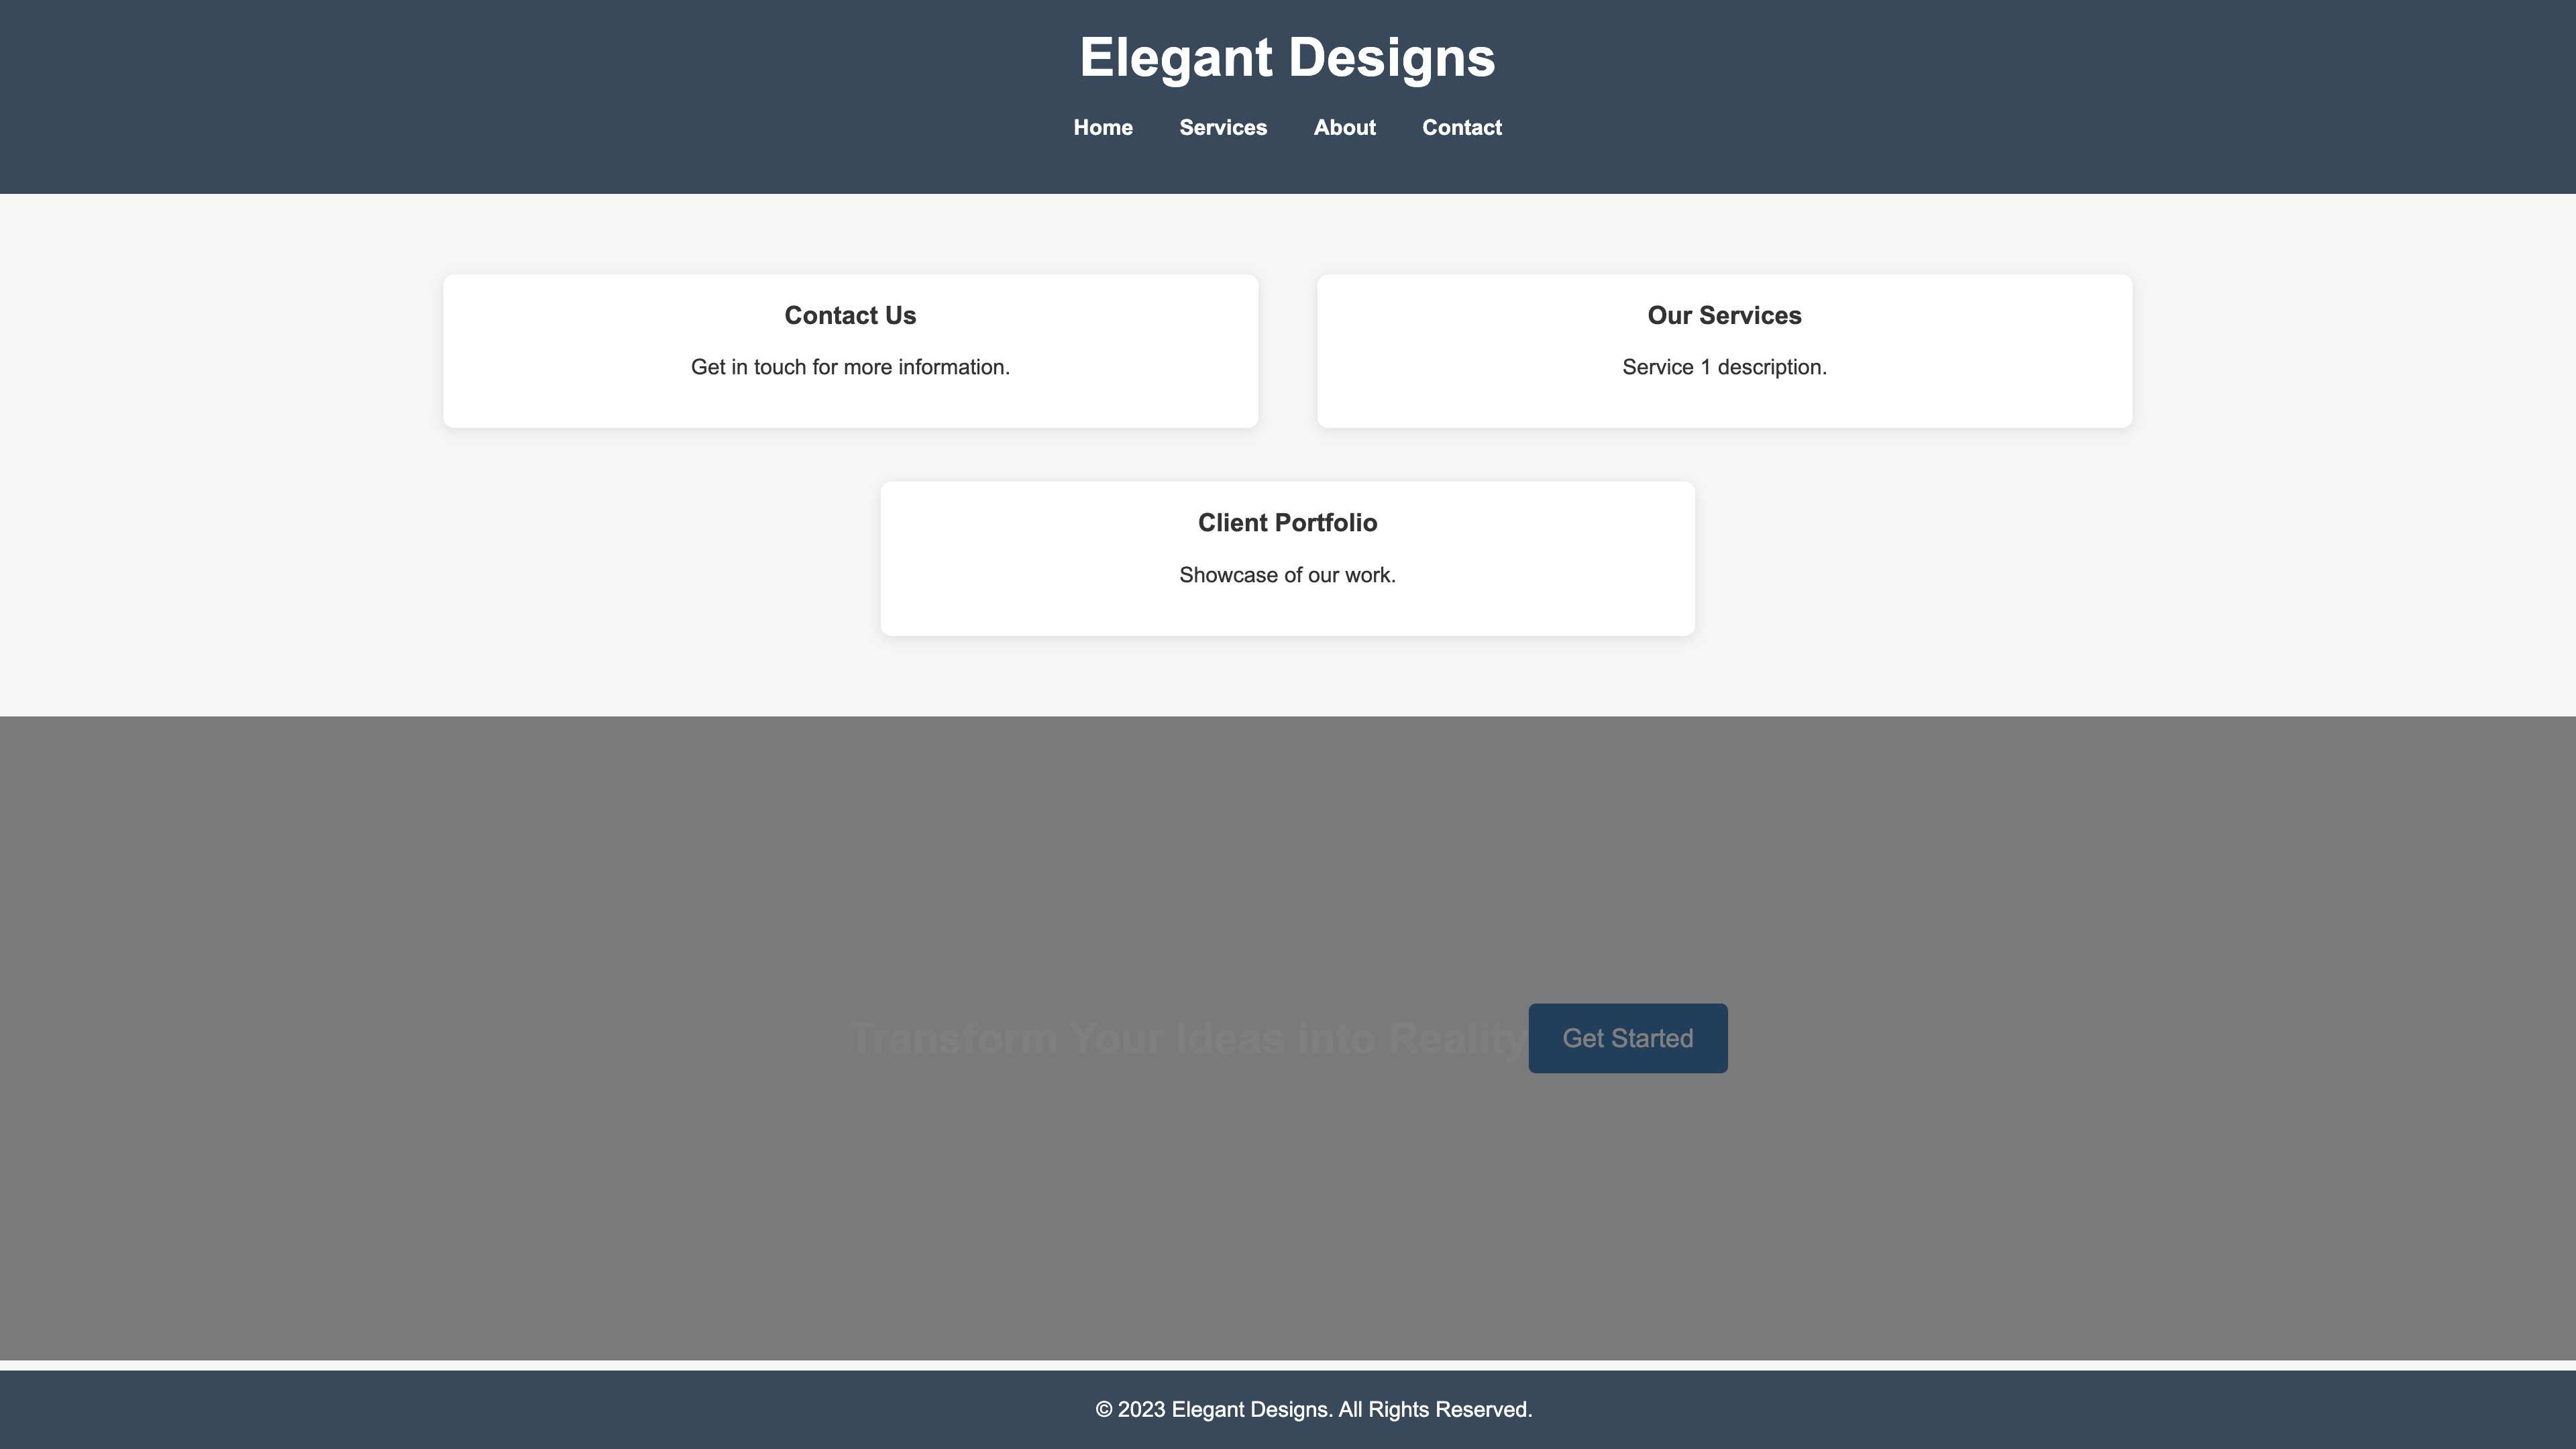 Elegant Designs
Home Services About Contact
Contact Us
Get in touch for more information.
Our Services
Service 1 description.
Client Portfolio
Showcase of our work.
Transform Your Ideas into Reality
Get Started
© 2023 Elegant Designs. All Rights Reserved.